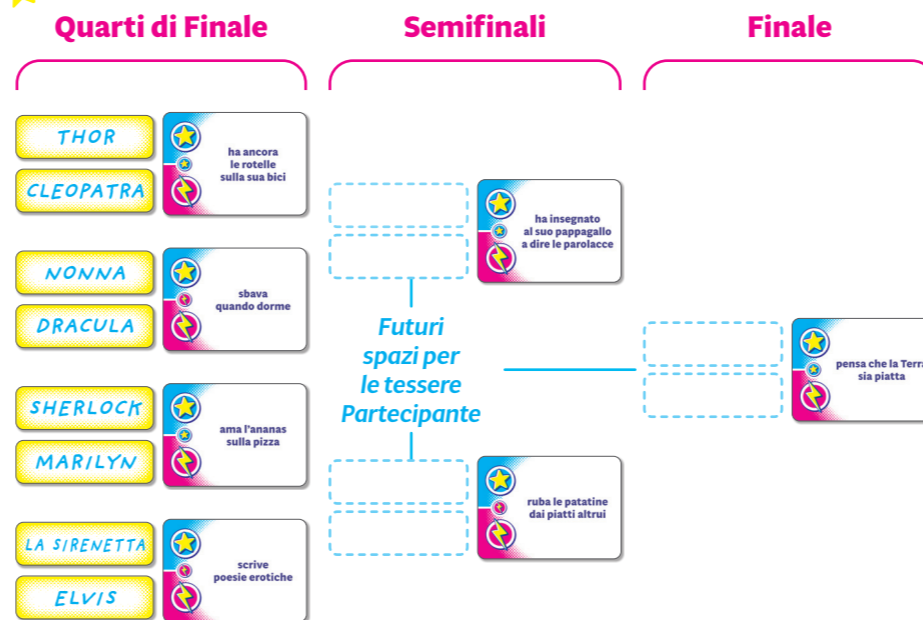 Quarti di Finale
Semifinali
Finale
THOR
CLEOPATRA
ha ancora
le rotelle
sulla sua bici
NONNA
DRACULA
sbava
quando dorme
SHERLOCK
MARILYN
ama l'ananas
sulla pizza
LA SIRENETTA
ELVIS
scrive
poesie erotiche
ha insegnato
al suo pappagallo
a dire le parolacce
Futuri
spazi per
le tessere
Partecipante
ruba le patatine
dai piatti altrui
pensa che la Terra
sia piatta